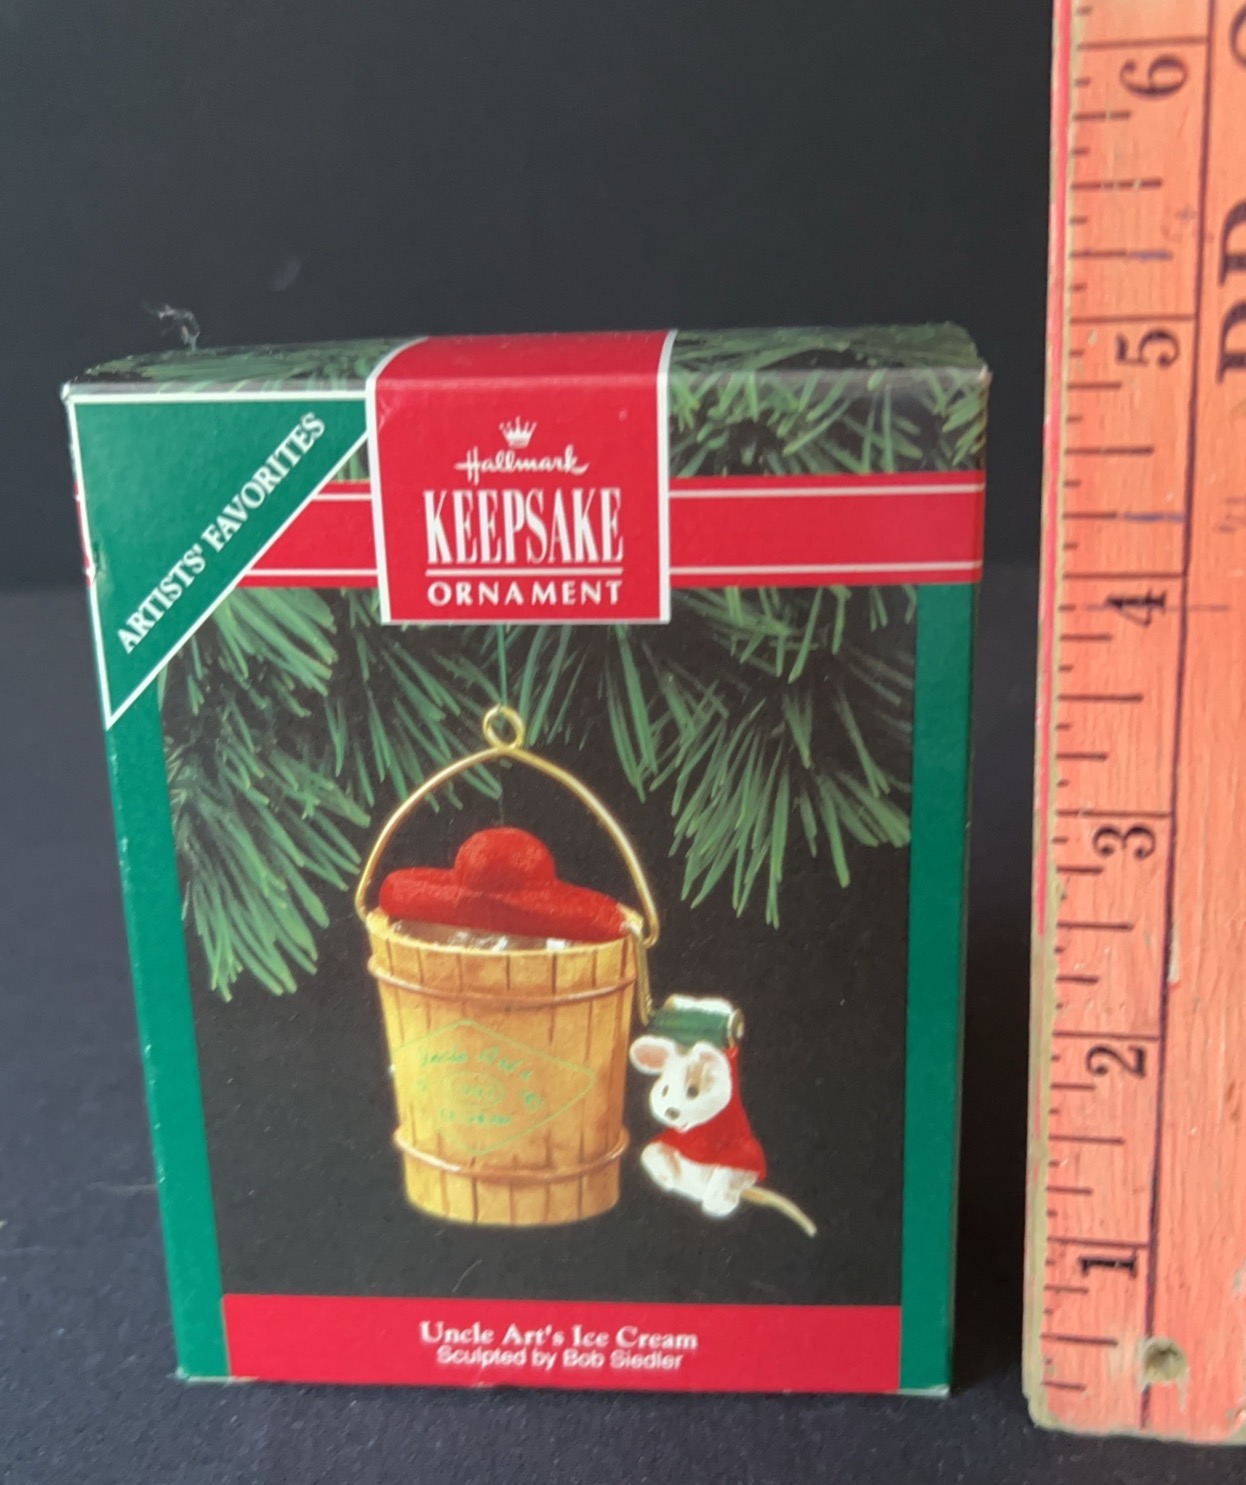 ARTISTS' FAVORITES
Hallmark
KEEPSAKE
ORNAMENT
Uncle Art's Ice Cream
Sculpted by Bob Siedler
6
5
4
3
2
1